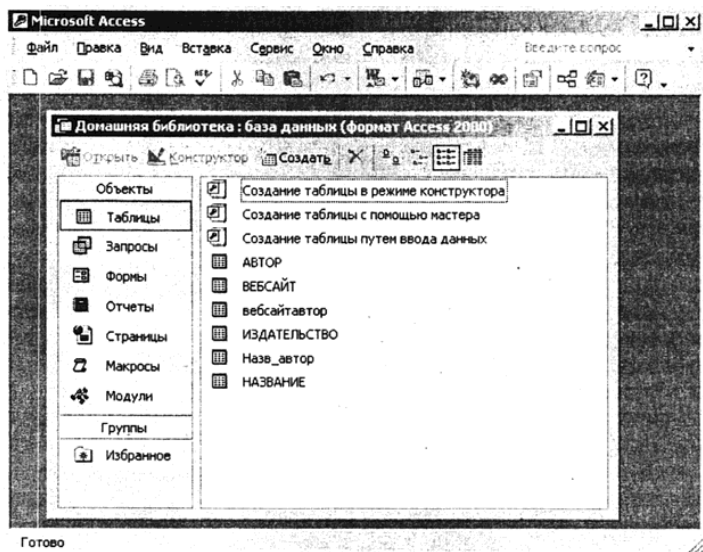 Microsoft Access
Файл Правка Вид Вставка Сервис Окно Справка Введите вопрос
Домашняя библиотека : база данных (формат Access 2000)
Открыть Конструктор Создать
Объекты
Таблицы
Запросы
Формы
Отчеты
Страницы
Макросы
Модули
Группы
Избранное
Создание таблицы в режиме конструктора
Создание таблицы с помощью мастера
Создание таблицы путем ввода данных
АВТОР
ВЕБСАЙТ
вебсайтавтор
ИЗДАТЕЛЬСТВО
Назв_автор
НАЗВАНИЕ
Готово